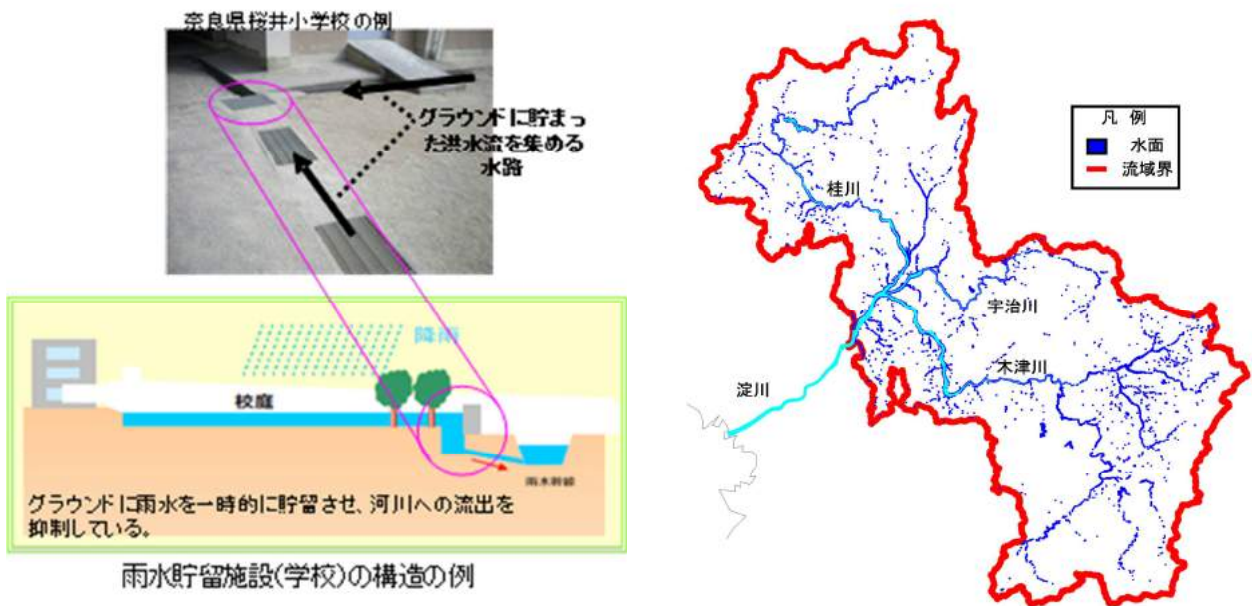 奈良県桜井小学校の例
グラウンドに貯まっ
た洪水流を集める
水路
降雨
校庭
雨水幹線
グラウンドに雨水を一時的に貯留させ、河川への流出を
抑制している。
雨水貯留施設(学校)の構造の例
凡 例
水面
流域界
桂川
宇治川
木津川
淀川